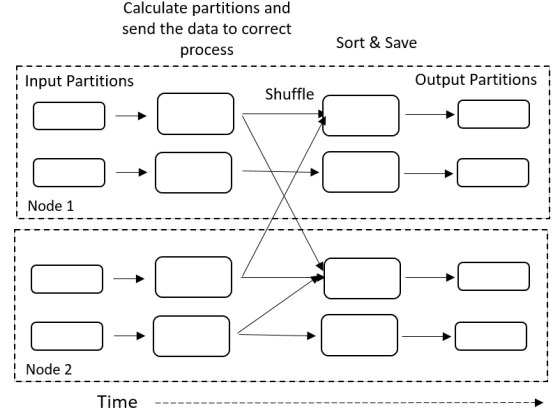 Calculate partitions and
send the data to correct
process
Sort & Save
Input Partitions
Output Partitions
Shuffle
Node 1
Node 2
Time